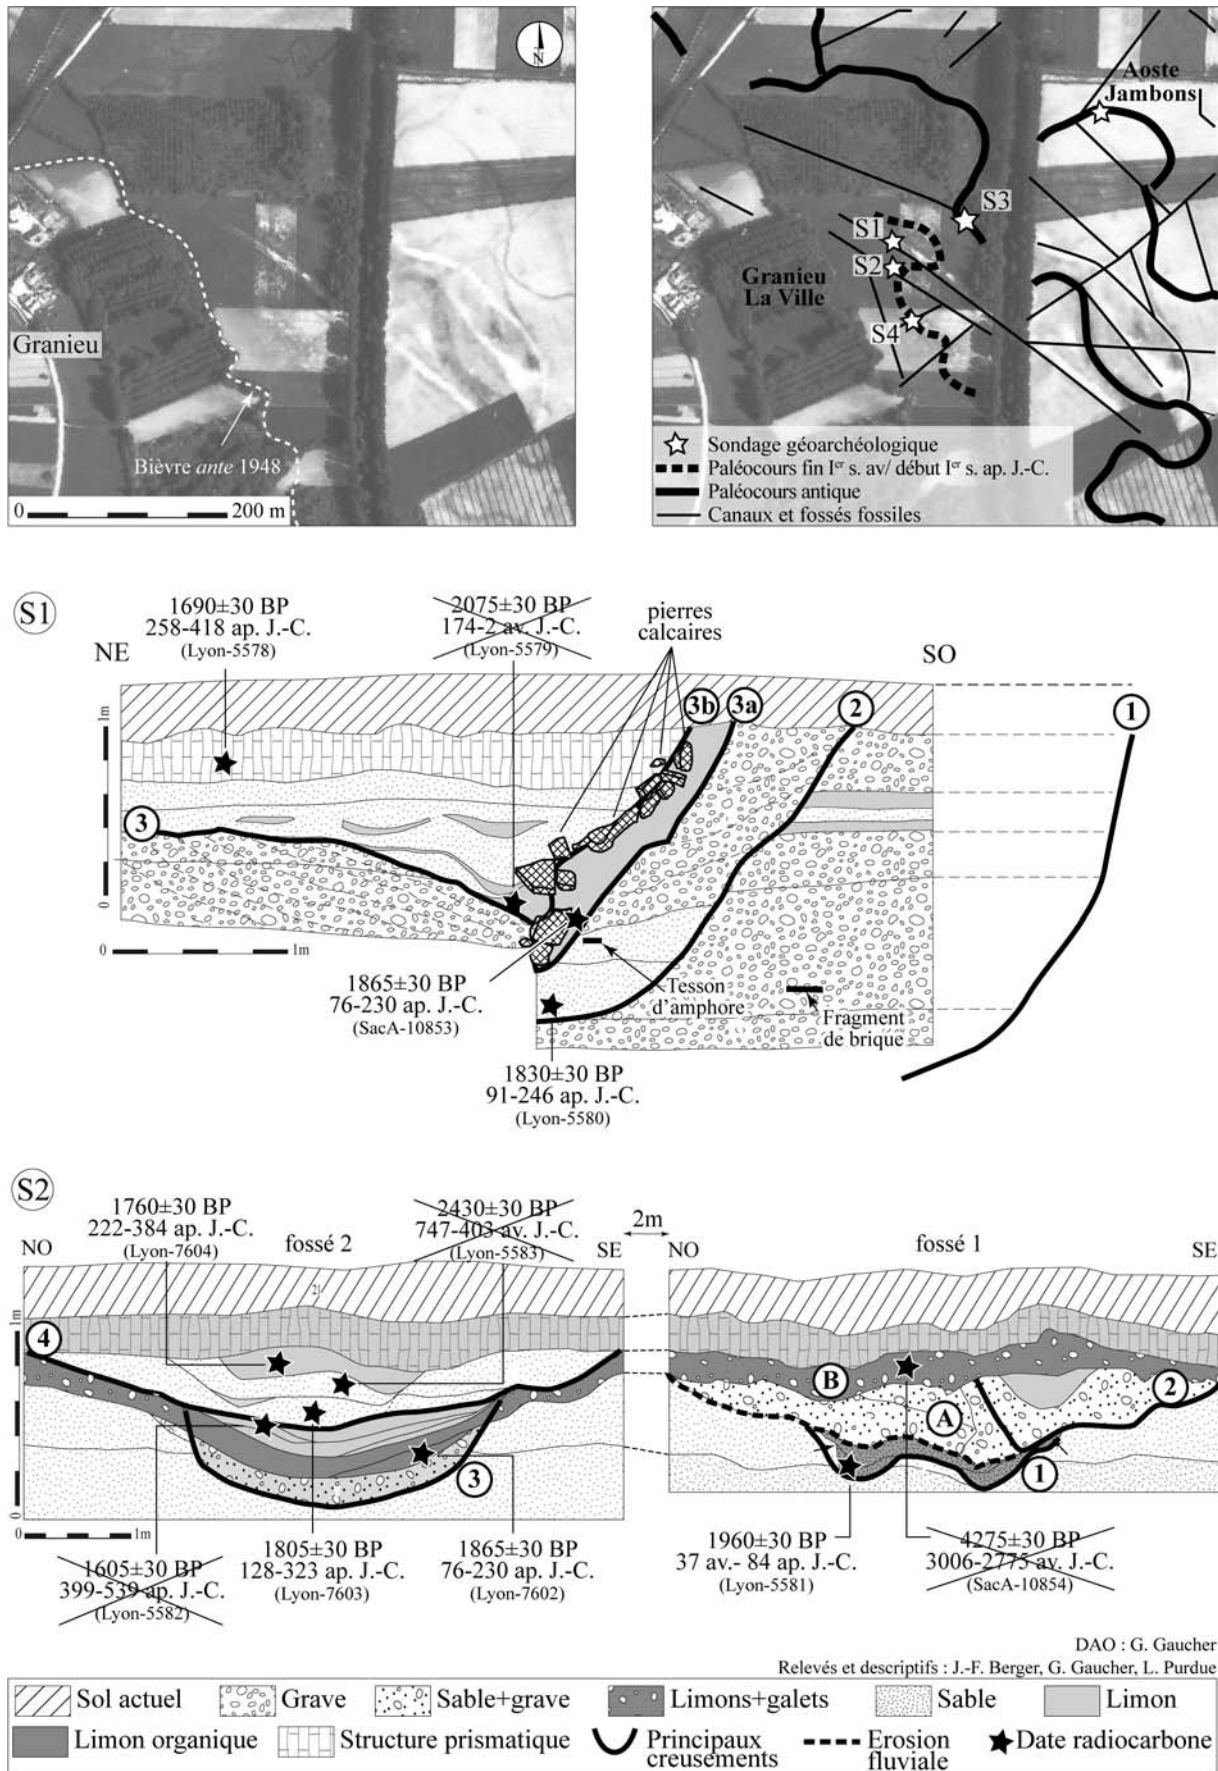 N
Granieu
Bièvre ante 1948
0 200 m
Aoste
Jambons
S3
S1
S2
Granieu
La Ville
S4
Sondage géoarchéologique
Paléocours fin Ier s. av/ début Ier s. ap. J.-C.
Paléocours antique
Canaux et fossés fossiles
S1
1690±30 BP
258-418 ap. J.-C.
(Lyon-5578)
2075±30 BP
174-2 av. J.-C.
(Lyon-5579)
pierres
calcaires
NE
SO
3b
3a
2
1
1m
3
0
0 1m
1865±30 BP
76-230 ap. J.-C.
(SacA-10853)
Tesson
d'amphore
Fragment
de brique
1830±30 BP
91-246 ap. J.-C.
(Lyon-5580)
S2
1760±30 BP
222-384 ap. J.-C.
(Lyon-7604)
2430±30 BP
747-403 av. J.-C.
(Lyon-5583)
2m
NO
fossé 2
SE
NO
fossé 1
SE
1m
4
B
2
A
3
1
0
0 1m
1605±30 BP
399-539 ap. J.-C.
(Lyon-5582)
1805±30 BP
128-323 ap. J.-C.
(Lyon-7603)
1865±30 BP
76-230 ap. J.-C.
(Lyon-7602)
1960±30 BP
37 av.- 84 ap. J.-C.
(Lyon-5581)
4275±30 BP
3006-2775 av. J.-C.
(SacA-10854)
DAO : G. Gaucher
Relevés et descriptifs : J.-F. Berger, G. Gaucher, L. Purdue
Sol actuel
Grave
Sable+grave
Limons+galets
Sable
Limon
Limon organique
Structure prismatique
Principaux
creusements
Erosion
fluviale
Date radiocarbone